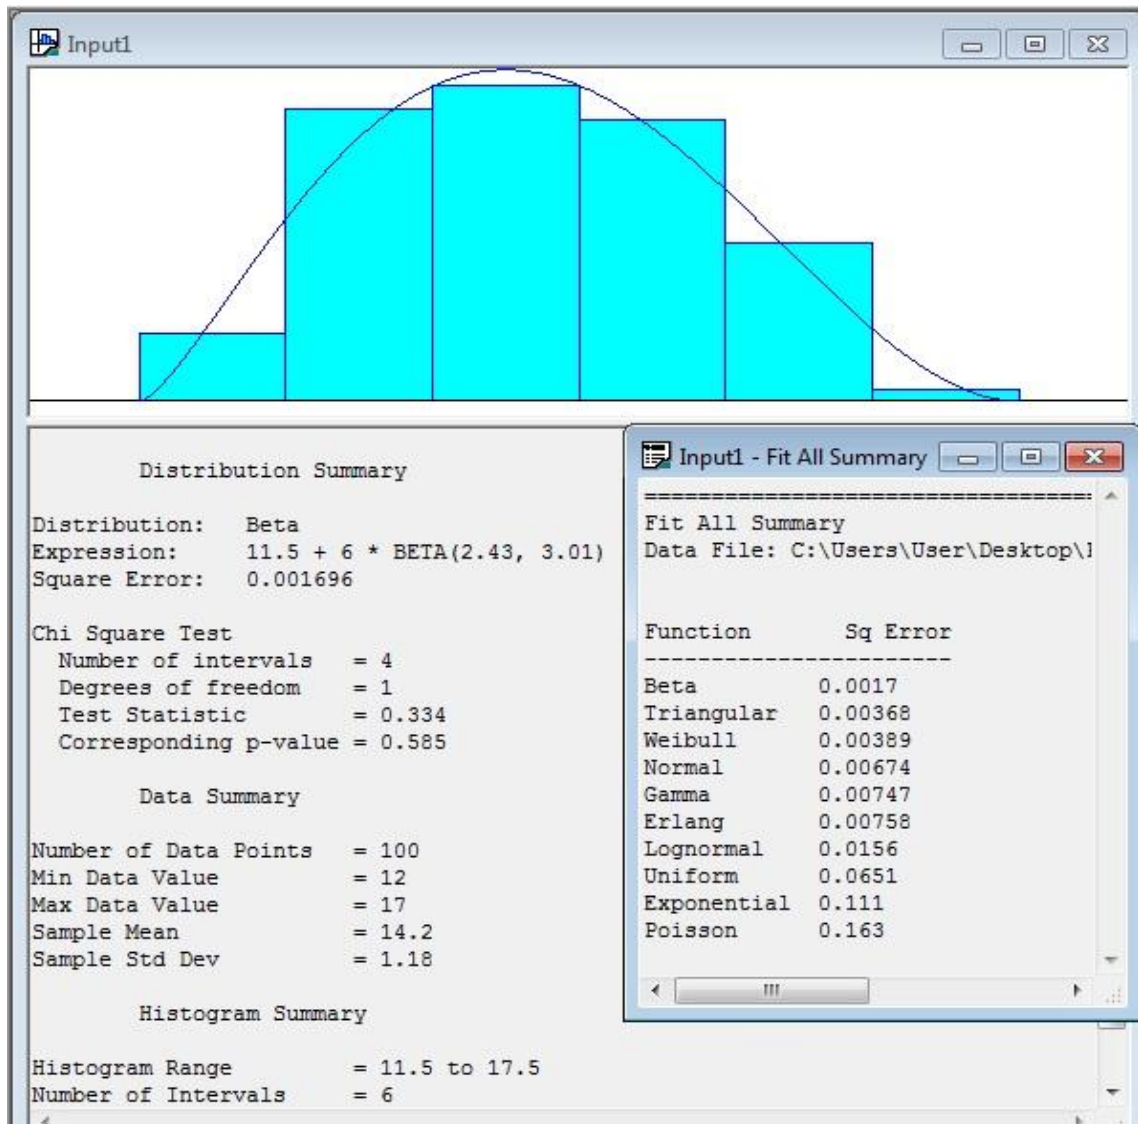 Input1
Distribution Summary
Distribution: Beta
Expression: 11.5 + 6 * BETA(2.43, 3.01)
Square Error: 0.001696
Chi Square Test
Number of intervals = 4
Degrees of freedom = 1
Test Statistic = 0.334
Corresponding p-value = 0.585
Data Summary
Number of Data Points = 100
Min Data Value = 12
Max Data Value = 17
Sample Mean = 14.2
Sample Std Dev = 1.18
Histogram Summary
Histogram Range = 11.5 to 17.5
Number of Intervals = 6
Input1 - Fit All Summary
====================================
Fit All Summary
Data File: C:\Users\User\Desktop\
Function Sq Error
-----------------------
Beta 0.0017
Triangular 0.00368
Weibull 0.00389
Normal 0.00674
Gamma 0.00747
Erlang 0.00758
Lognormal 0.0156
Uniform 0.0651
Exponential 0.111
Poisson 0.163